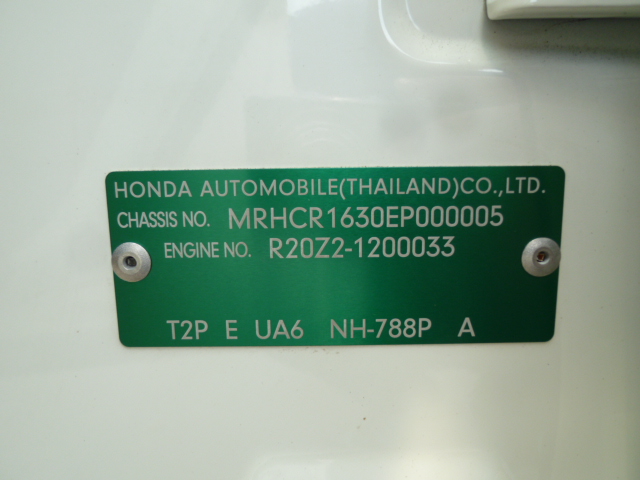 HONDA AUTOMOBILE(THAILAND)CO.,LTD.
CHASSIS NO. MRHCR1630EP000005
ENGINE NO. R20Z2-1200033
T2P E UA6 NH-788P A